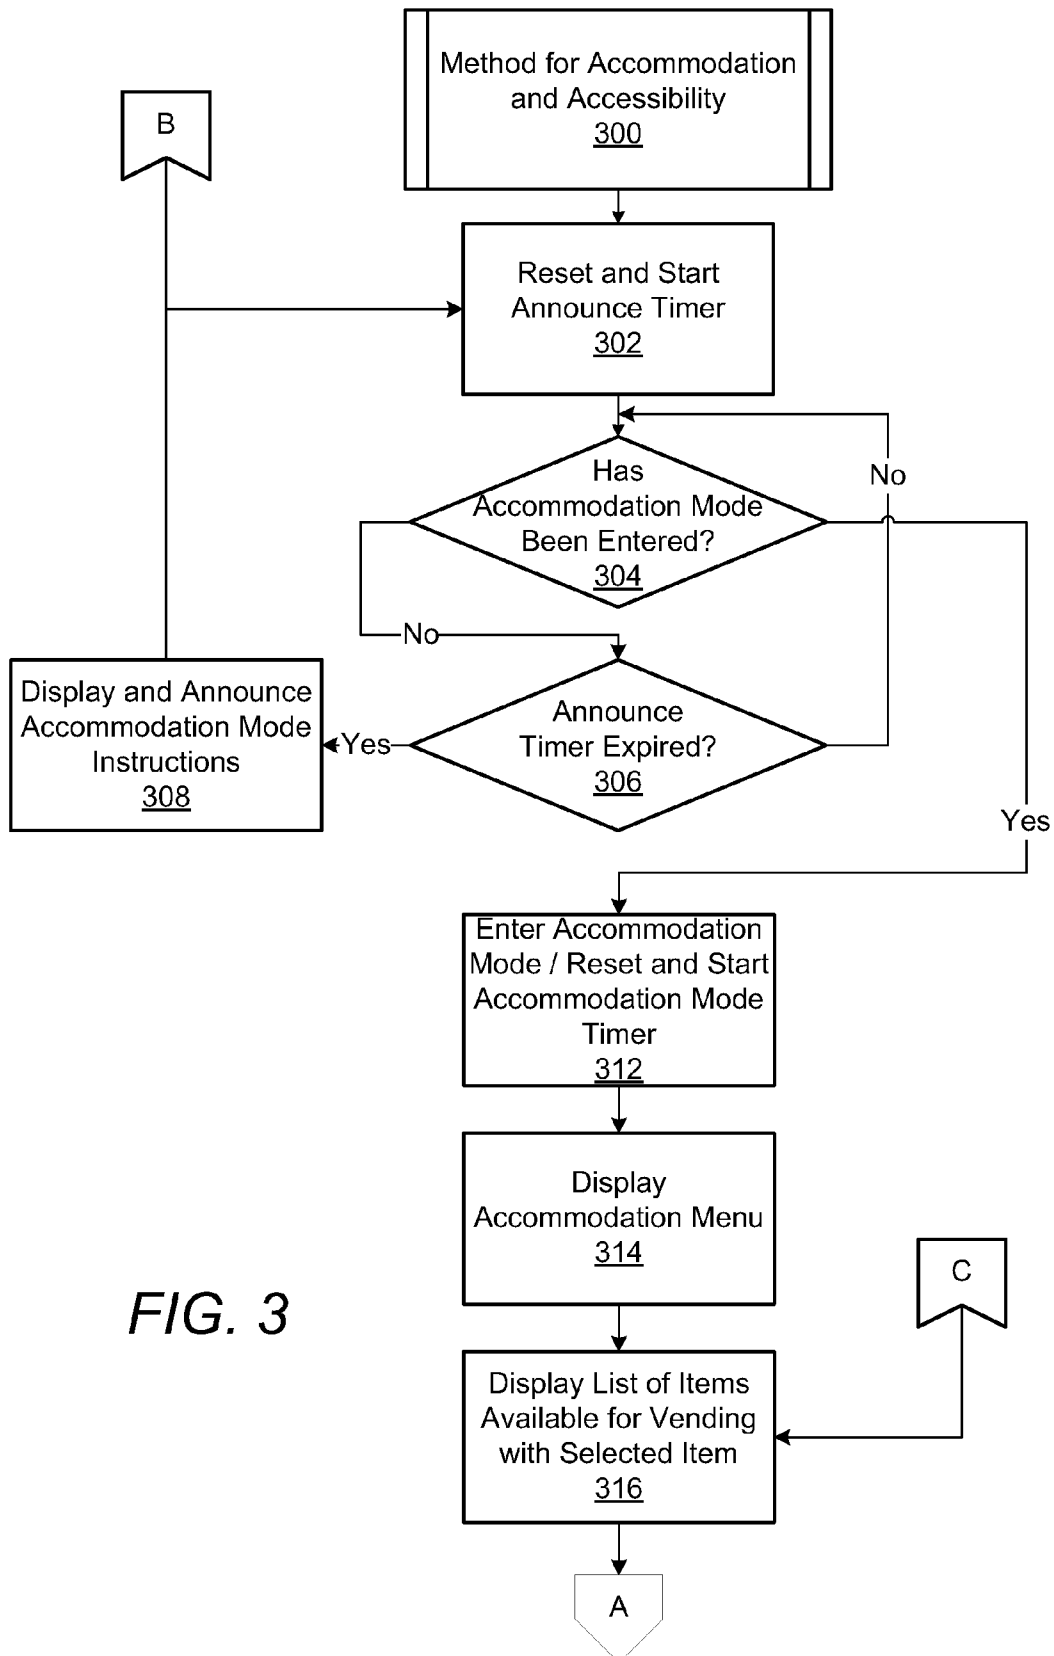 Method for Accommodation
and Accessibility
300
B
Reset and Start
Announce Timer
302
Has
Accommodation Mode
Been Entered?
304
No
No
Announce
Timer Expired?
306
Yes
Display and Announce
Accommodation Mode
Instructions
308
Yes
Enter Accommodation
Mode / Reset and Start
Accommodation Mode
Timer
312
Display
Accommodation Menu
314
C
FIG. 3
Display List of Items
Available for Vending
with Selected Item
316
A